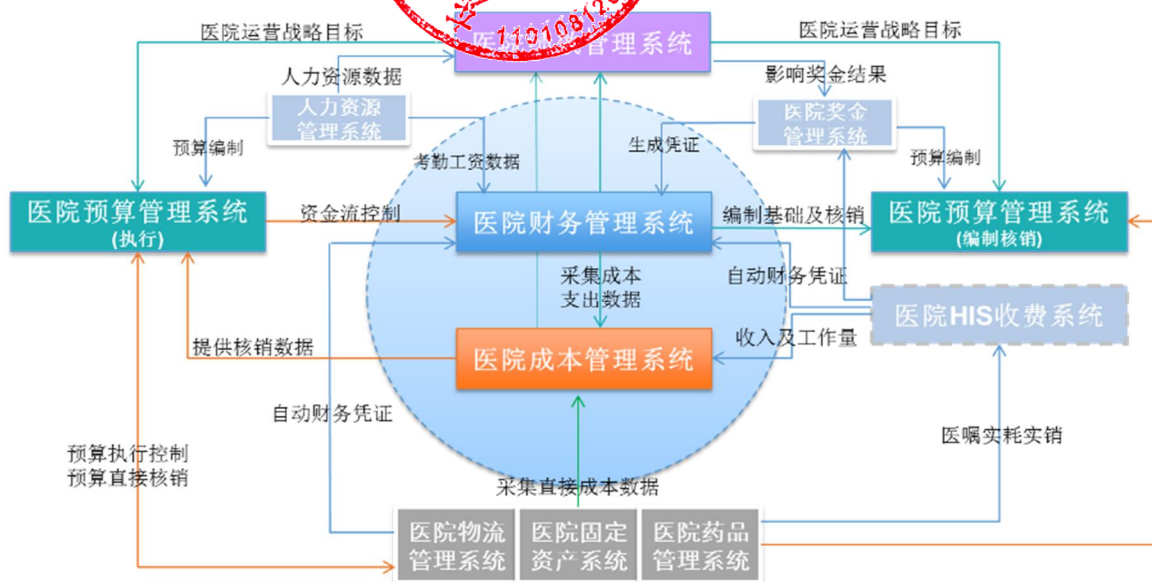 医院运营战略目标
医院
管理系统
医院运营战略目标
人力资源数据
影响奖金结果
人力资源
管理系统
医院奖金
管理系统
预算编制
考勤工资数据
生成凭证
预算编制
医院预算管理系统
(执行)
资金流控制
医院财务管理系统
编制基础及核销
医院预算管理系统
(编制核销)
采集成本
支出数据
自动财务凭证
医院HIS收费系统
提供核销数据
医院成本管理系统
收入及工作量
自动财务凭证
医嘱实耗实销
预算执行控制
预算直接核销
采集直接成本数据
医院物流
管理系统
医院固定
资产系统
医院药品
管理系统